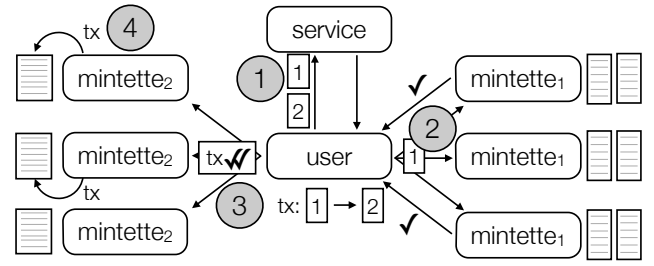 tx 4
service
mintette₂
1 1
2
mintette₁
2
mintette₂
tx✓✓
user
1
mintette₁
tx
3
tx: 1 → 2
mintette₂
mintette₁